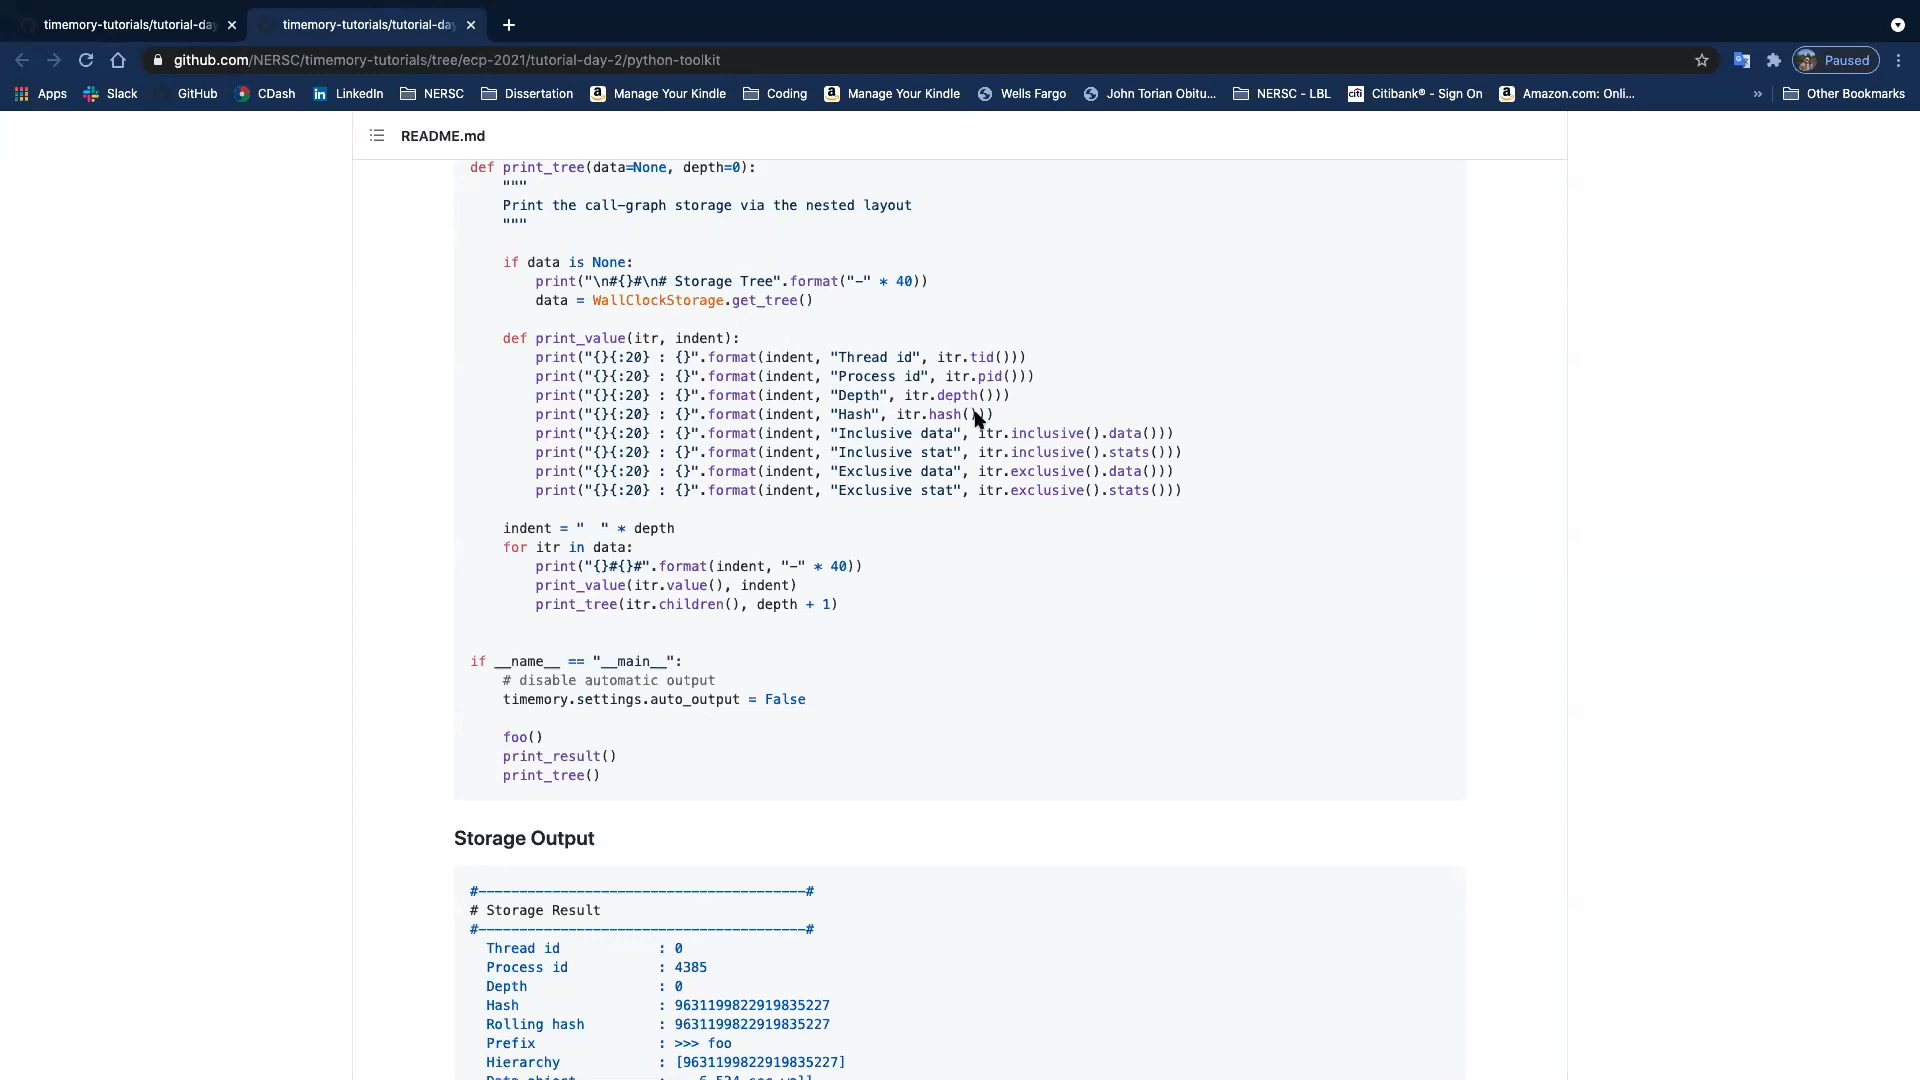 timemory-tutorials/tutorial-day
timemory-tutorials/tutorial-day
github.com/NERSC/timemory-tutorials/tree/ecp-2021/tutorial-day-2/python-toolkit
Paused
Apps Slack GitHub CDash LinkedIn NERSC Dissertation Manage Your Kindle Coding Manage Your Kindle Wells Fargo John Torian Obitu... NERSC - LBL Citibank® - Sign On Amazon.com: Onli... » Other Bookmarks
README.md
def print_tree(data=None, depth=0):
"""
Print the call-graph storage via the nested layout
"""
if data is None:
print("\n#{}#\n# Storage Tree".format("-" * 40))
data = WallClockStorage.get_tree()
def print_value(itr, indent):
print("{}{:20} : {}".format(indent, "Thread id", itr.tid()))
print("{}{:20} : {}".format(indent, "Process id", itr.pid()))
print("{}{:20} : {}".format(indent, "Depth", itr.depth()))
print("{}{:20} : {}".format(indent, "Hash", itr.hash()))
print("{}{:20} : {}".format(indent, "Inclusive data", itr.inclusive().data()))
print("{}{:20} : {}".format(indent, "Inclusive stat", itr.inclusive().stats()))
print("{}{:20} : {}".format(indent, "Exclusive data", itr.exclusive().data()))
print("{}{:20} : {}".format(indent, "Exclusive stat", itr.exclusive().stats()))
indent = "  " * depth
for itr in data:
print("{}#{}#".format(indent, "-" * 40))
print_value(itr.value(), indent)
print_tree(itr.children(), depth + 1)
if __name__ == "__main__":
# disable automatic output
timemory.settings.auto_output = False
foo()
print_result()
print_tree()
Storage Output
#----------------------------------------#
# Storage Result
#----------------------------------------#
Thread id : 0
Process id : 4385
Depth : 0
Hash : 9631199822919835227
Rolling hash : 9631199822919835227
Prefix : >>> foo
Hierarchy : [9631199822919835227]
Data object : 6.534 sec wall